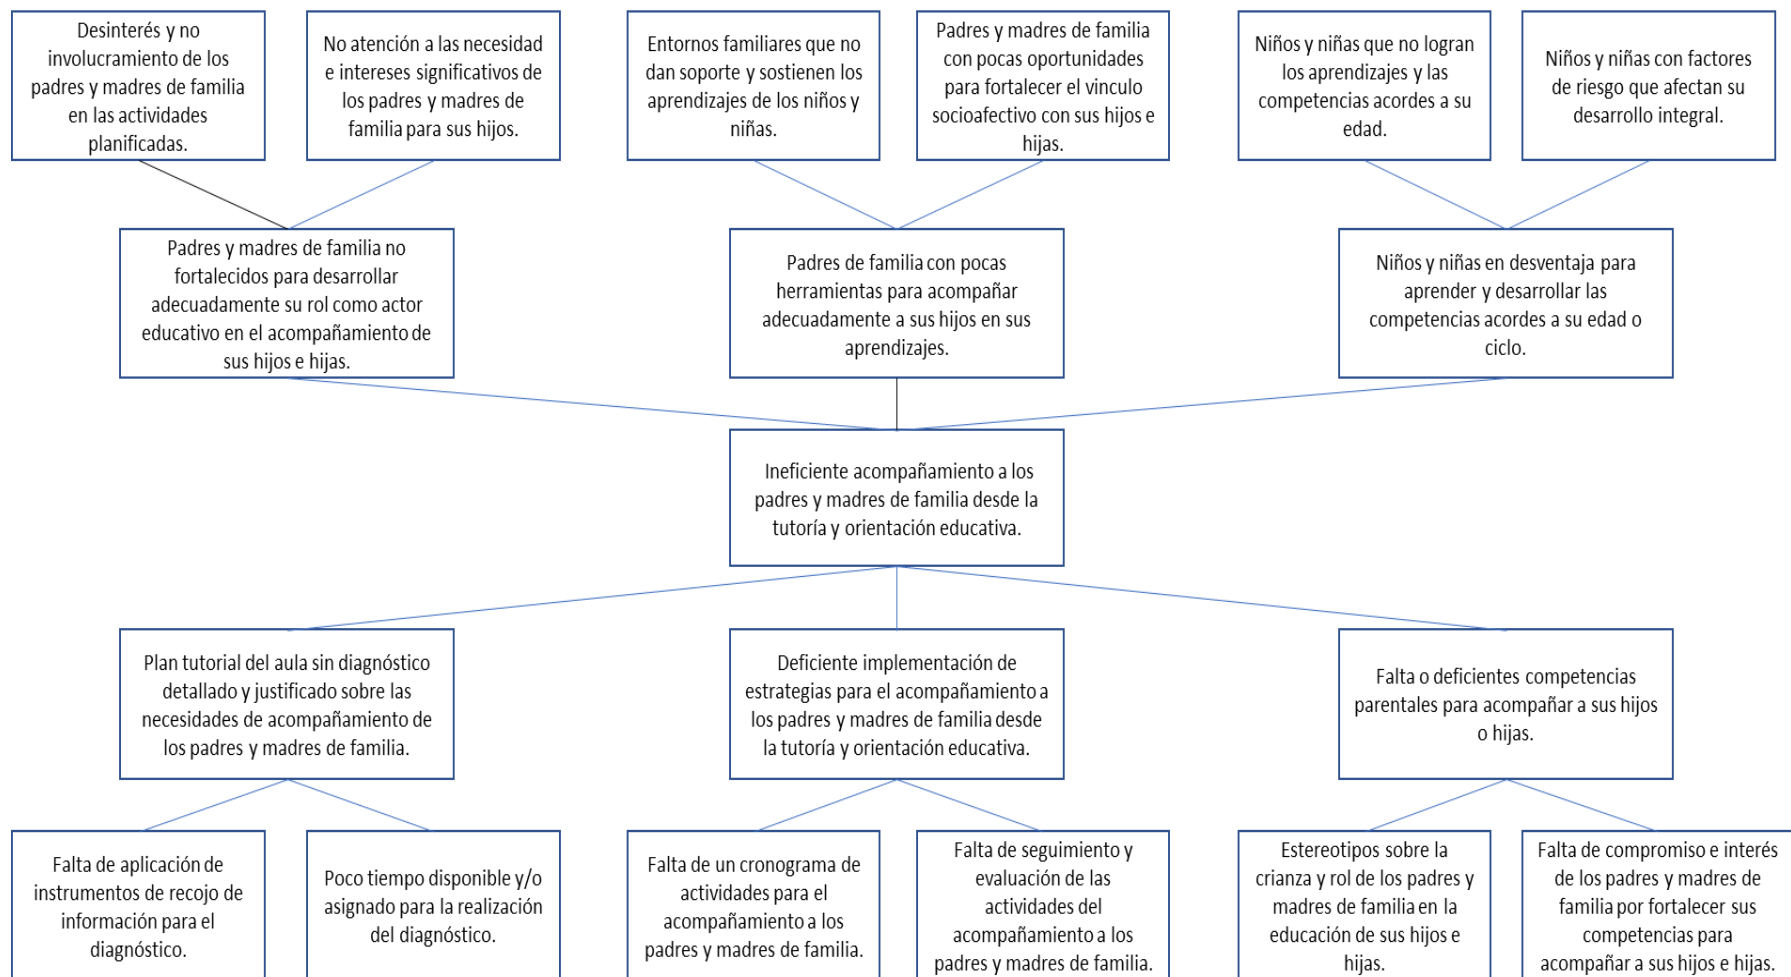 Desinterés y no
involucramiento de los
padres y madres de familia
en las actividades
planificadas.
No atención a las necesidad
e intereses significativos de
los padres y madres de
familia para sus hijos.
Entornos familiares que no
dan soporte y sostienen los
aprendizajes de los niños y
niñas.
Padres y madres de familia
con pocas oportunidades
para fortalecer el vinculo
socioafectivo con sus hijos e
hijas.
Niños y niñas que no logran
los aprendizajes y las
competencias acordes a su
edad.
Niños y niñas con factores
de riesgo que afectan su
desarrollo integral.
Padres y madres de familia no
fortalecidos para desarrollar
adecuadamente su rol como actor
educativo en el acompañamiento de
sus hijos e hijas.
Padres de familia con pocas
herramientas para acompañar
adecuadamente a sus hijos en sus
aprendizajes.
Niños y niñas en desventaja para
aprender y desarrollar las
competencias acordes a su edad o
ciclo.
Ineficiente acompañamiento a los
padres y madres de familia desde la
tutoría y orientación educativa.
Plan tutorial del aula sin diagnóstico
detallado y justificado sobre las
necesidades de acompañamiento de
los padres y madres de familia.
Deficiente implementación de
estrategias para el acompañamiento a
los padres y madres de familia desde
la tutoría y orientación educativa.
Falta o deficientes competencias
parentales para acompañar a sus hijos
o hijas.
Falta de aplicación de
instrumentos de recojo de
información para el
diagnóstico.
Poco tiempo disponible y/o
asignado para la realización
del diagnóstico.
Falta de un cronograma de
actividades para el
acompañamiento a los
padres y madres de familia.
Falta de seguimiento y
evaluación de las
actividades del
acompañamiento a los
padres y madres de familia.
Estereotipos sobre la
crianza y rol de los padres y
madres de familia en la
educación de sus hijos e
hijas.
Falta de compromiso e interés
de los padres y madres de
familia por fortalecer sus
competencias para
acompañar a sus hijos e hijas.